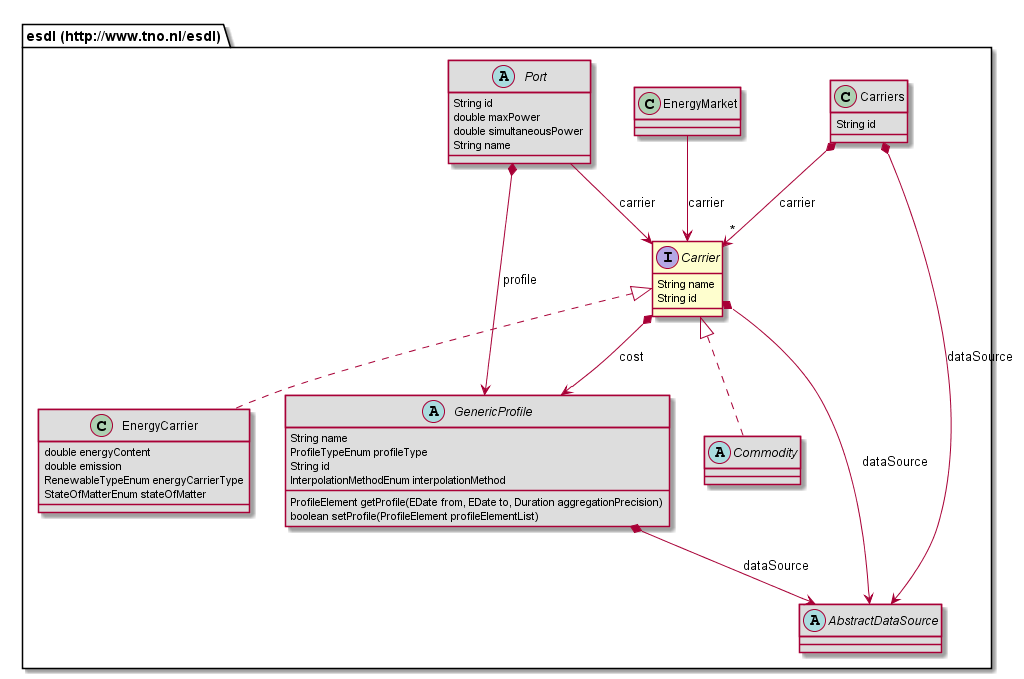 esdl (http://www.tno.nl/esdl)
A Port
String id
double maxPower
double simultaneousPower
String name
C EnergyMarket
C Carriers
String id
carrier
carrier
carrier
*
profile
I Carrier
String name
String id
cost
dataSource
C EnergyCarrier
double energyContent
double emission
RenewableTypeEnum energyCarrierType
StateOfMatterEnum stateOfMatter
A GenericProfile
String name
ProfileTypeEnum profileType
String id
InterpolationMethodEnum interpolationMethod
ProfileElement getProfile(EDate from, EDate to, Duration aggregationPrecision)
boolean setProfile(ProfileElement profileElementList)
A Commodity
dataSource
dataSource
A AbstractDataSource